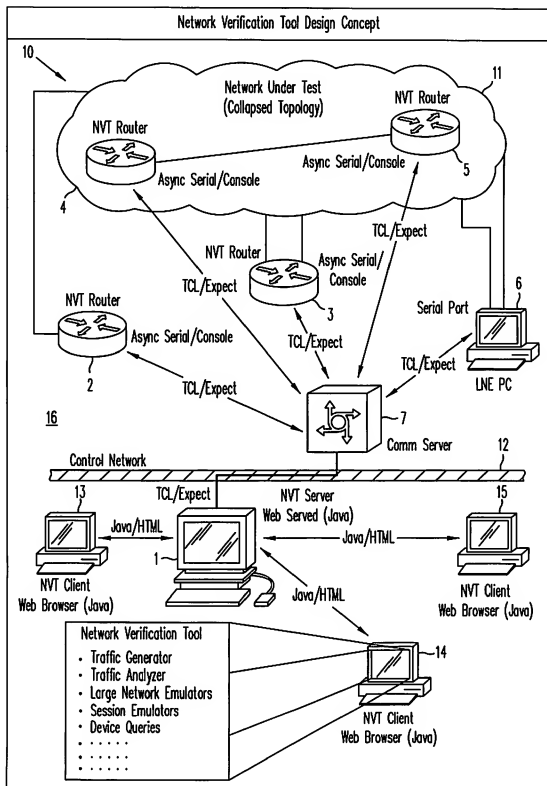 Network Verification Tool Design Concept
10
11
Network Under Test
(Collapsed Topology)
NVT Router
NVT Router
Async Serial/Console
Async Serial/Console
5
4
NVT Router
Async Serial/
Console
TCL/Expect
TCL/Expect
3
6
Serial Port
NVT Router
Async Serial/Console
2
TCL/Expect
TCL/Expect
TCL/Expect
LNE PC
16
7
Comm Server
12
Control Network
13
TCL/Expect
NVT Server
Web Served (Java)
15
Java/HTML
1
Java/HTML
NVT Client
Web Browser (Java)
NVT Client
Web Browser (Java)
Java/HTML
Network Verification Tool
· Traffic Generator
· Traffic Analyzer
· Large Network Emulators
· Session Emulators
· Device Queries
· · · · · ·
· · · · · ·
· · · · · ·
14
NVT Client
Web Browser (Java)